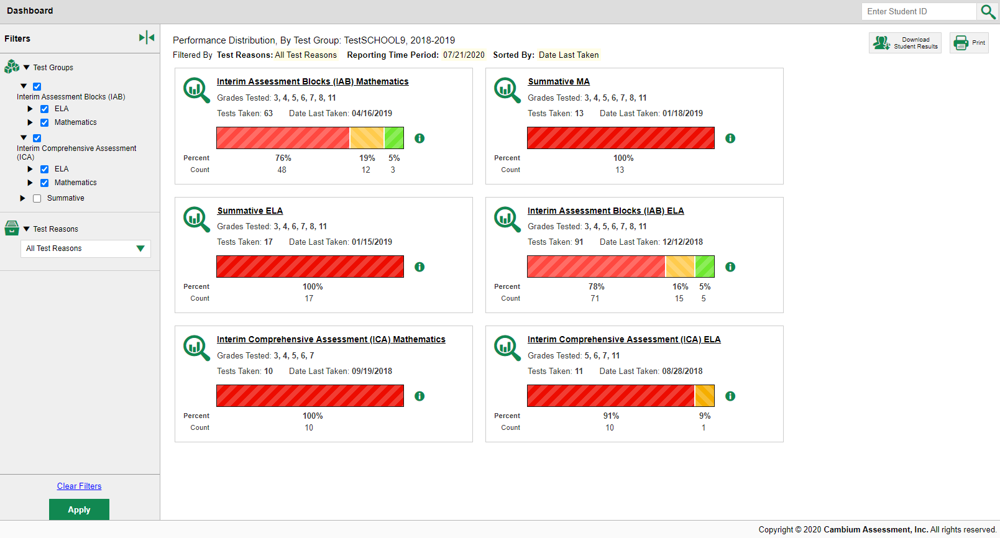 Dashboard
Enter Student ID
Filters
Test Groups
Interim Assessment Blocks (IAB)
ELA
Mathematics
Interim Comprehensive Assessment
(ICA)
ELA
Mathematics
Summative
Test Reasons
All Test Reasons
Clear Filters
Apply
Performance Distribution, By Test Group: TestSCHOOL9, 2018-2019
Filtered By Test Reasons: All Test Reasons Reporting Time Period: 07/21/2020 Sorted By: Date Last Taken
Download
Student Results
Print
Interim Assessment Blocks (IAB) Mathematics
Grades Tested: 3, 4, 5, 6, 7, 8, 11
Tests Taken: 63 Date Last Taken: 04/16/2019
Percent 76% 19% 5%
Count 48 12 3
Summative MA
Grades Tested: 3, 4, 5, 6, 7, 8, 11
Tests Taken: 13 Date Last Taken: 01/18/2019
Percent 100%
Count 13
Summative ELA
Grades Tested: 3, 4, 6, 7, 8, 11
Tests Taken: 17 Date Last Taken: 01/15/2019
Percent 100%
Count 17
Interim Assessment Blocks (IAB) ELA
Grades Tested: 3, 4, 5, 6, 7, 8, 11
Tests Taken: 91 Date Last Taken: 12/12/2018
Percent 78% 16% 5%
Count 71 15 5
Interim Comprehensive Assessment (ICA) Mathematics
Grades Tested: 3, 4, 5, 6, 7
Tests Taken: 10 Date Last Taken: 09/19/2018
Percent 100%
Count 10
Interim Comprehensive Assessment (ICA) ELA
Grades Tested: 5, 6, 7, 11
Tests Taken: 11 Date Last Taken: 08/28/2018
Percent 91% 9%
Count 10 1
Copyright © 2020 Cambium Assessment, Inc. All rights reserved.